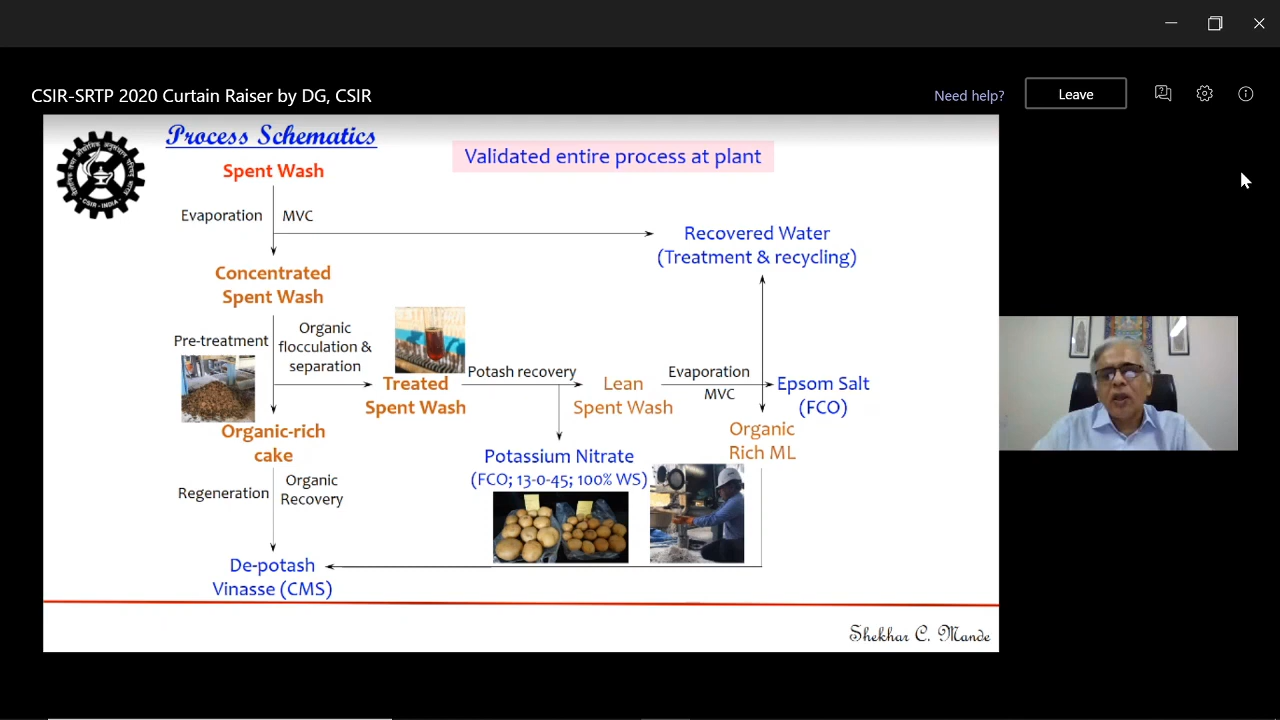 CSIR-SRTP 2020 Curtain Raiser by DG, CSIR
Need help?
Leave
Process Schematics
Validated entire process at plant
Spent Wash
Evaporation
MVC
Recovered Water
(Treatment & recycling)
Concentrated
Spent Wash
Pre-treatment
Organic
flocculation &
separation
Treated
Spent Wash
Potash recovery
Lean
Spent Wash
Evaporation
MVC
Epsom Salt
(FCO)
Organic-rich
cake
Organic
Rich ML
Potassium Nitrate
(FCO; 13-0-45; 100% WS)
Regeneration
Organic
Recovery
De-potash
Vinasse (CMS)
CSIR-INDIA
Shekhar C. Mande